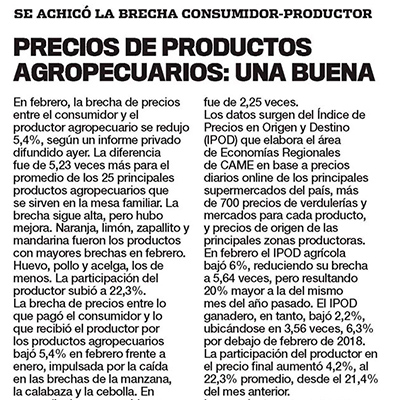 SE ACHICÓ LA BRECHA CONSUMIDOR-PRODUCTOR
PRECIOS DE PRODUCTOS
AGROPECUARIOS: UNA BUENA
En febrero, la brecha de precios
entre el consumidor y el
productor agropecuario se redujo
5,4%, según un informe privado
difundido ayer. La diferencia
fue de 5,23 veces más para el
promedio de los 25 principales
productos agropecuarios que
se sirven en la mesa familiar. La
brecha sigue alta, pero hubo
mejora. Naranja, limón, zapallito y
mandarina fueron los productos
con mayores brechas en febrero.
Huevo, pollo y acelga, los de
menos. La participación del
productor subió a 22,3%.
La brecha de precios entre lo
que pagó el consumidor y lo
que recibió el productor por
los productos agropecuarios
bajó 5,4% en febrero frente a
enero, impulsada por la caída
en las brechas de la manzana,
la calabaza y la cebolla. En
fue de 2,25 veces.
Los datos surgen del Índice de
Precios en Origen y Destino
(IPOD) que elabora el área
de Economías Regionales
de CAME en base a precios
diarios online de los principales
supermercados del país, más
de 700 precios de verdulerías y
mercados para cada producto,
y precios de origen de las
principales zonas productoras.
En febrero el IPOD agrícola
bajó 6%, reduciendo su brecha
a 5,64 veces, pero resultando
20% mayor a la del mismo
mes del año pasado. El IPOD
ganadero, en tanto, bajó 2,2%,
ubicándose en 3,56 veces, 6,3%
por debajo de febrero de 2018.
La participación del productor en
el precio final aumentó 4,2%, al
22,3% promedio, desde el 21,4%
del mes anterior.